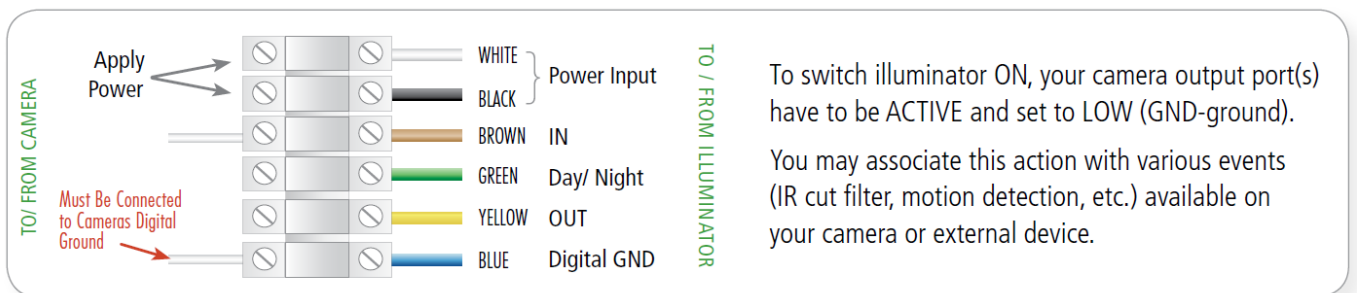 TO/ FROM CAMERA
Apply
Power
Must Be Connected
to Cameras Digital
Ground
WHITE
BLACK
Power Input
BROWN IN
GREEN Day/ Night
YELLOW OUT
BLUE Digital GND
TO / FROM ILLUMINATOR
To switch illuminator ON, your camera output port(s)
have to be ACTIVE and set to LOW (GND-ground).
You may associate this action with various events
(IR cut filter, motion detection, etc.) available on
your camera or external device.